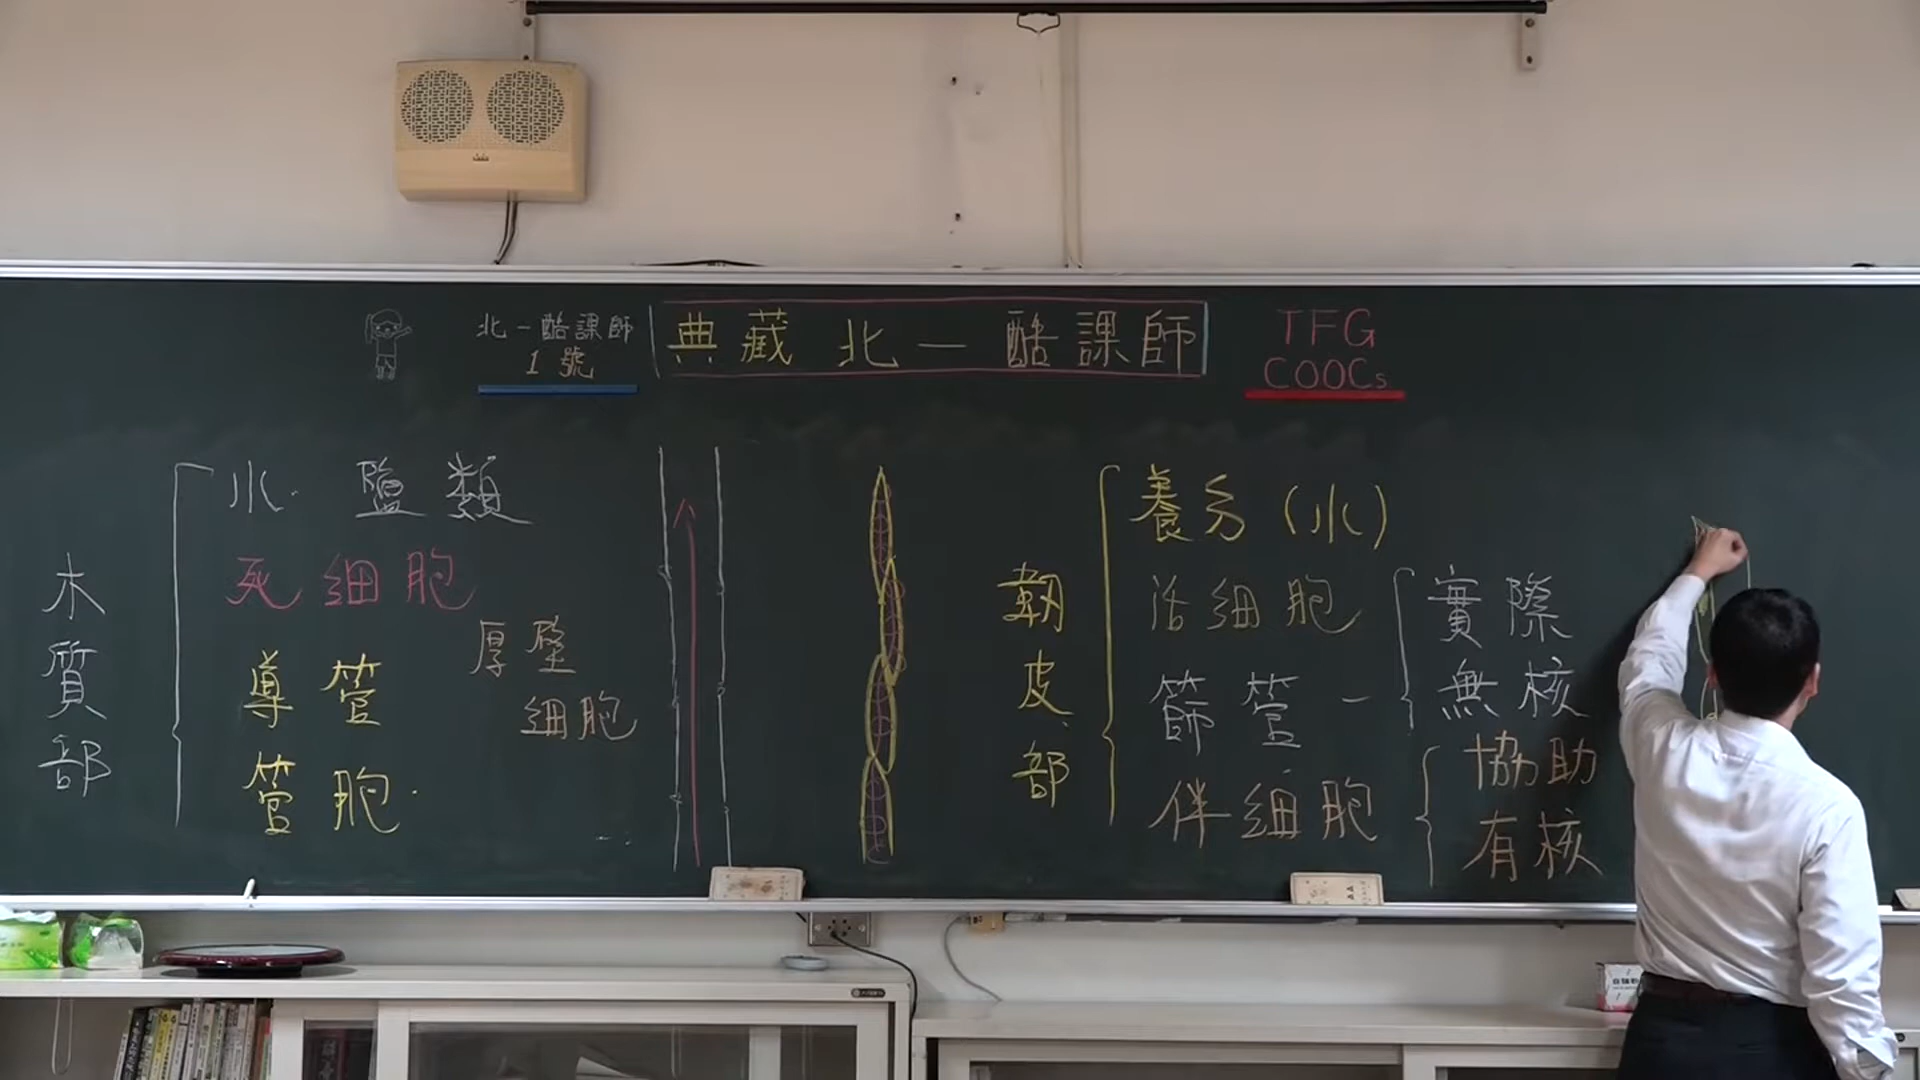 北一酷課師
1號
典藏 北一酷課師
TFG
COOCs
木質部
水 鹽類
死細胞
導管
管胞
厚壁
細胞
韌皮部
養分(水)
活細胞
篩管-
伴細胞
實際
無核
協助
有核